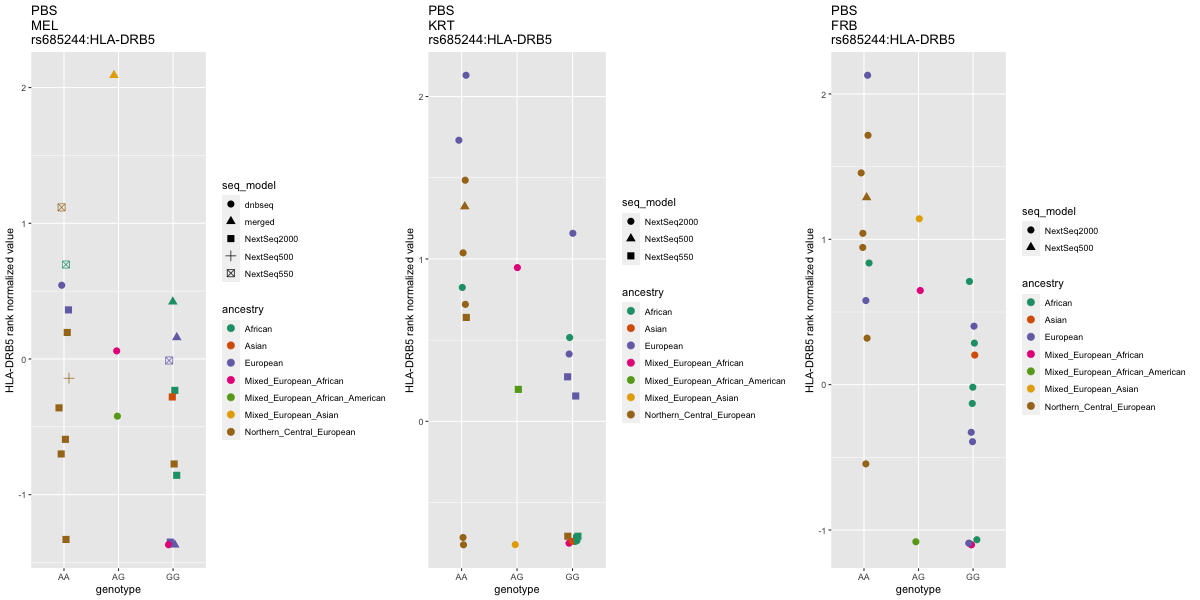 PBS
MEL
rs685244:HLA-DRB5
HLA-DRB5 rank normalized value
2
1
0
-1
AA
AG
GG
genotype
seq_model
dnbseq
merged
NextSeq2000
NextSeq500
NextSeq550
ancestry
African
Asian
European
Mixed_European_African
Mixed_European_African_American
Mixed_European_Asian
Northern_Central_European
PBS
KRT
rs685244:HLA-DRB5
HLA-DRB5 rank normalized value
2
1
0
AA
AG
GG
genotype
seq_model
NextSeq2000
NextSeq500
NextSeq550
ancestry
African
Asian
European
Mixed_European_African
Mixed_European_African_American
Mixed_European_Asian
Northern_Central_European
PBS
FRB
rs685244:HLA-DRB5
HLA-DRB5 rank normalized value
2
1
0
-1
AA
AG
GG
genotype
seq_model
NextSeq2000
NextSeq500
ancestry
African
Asian
European
Mixed_European_African
Mixed_European_African_American
Mixed_European_Asian
Northern_Central_European